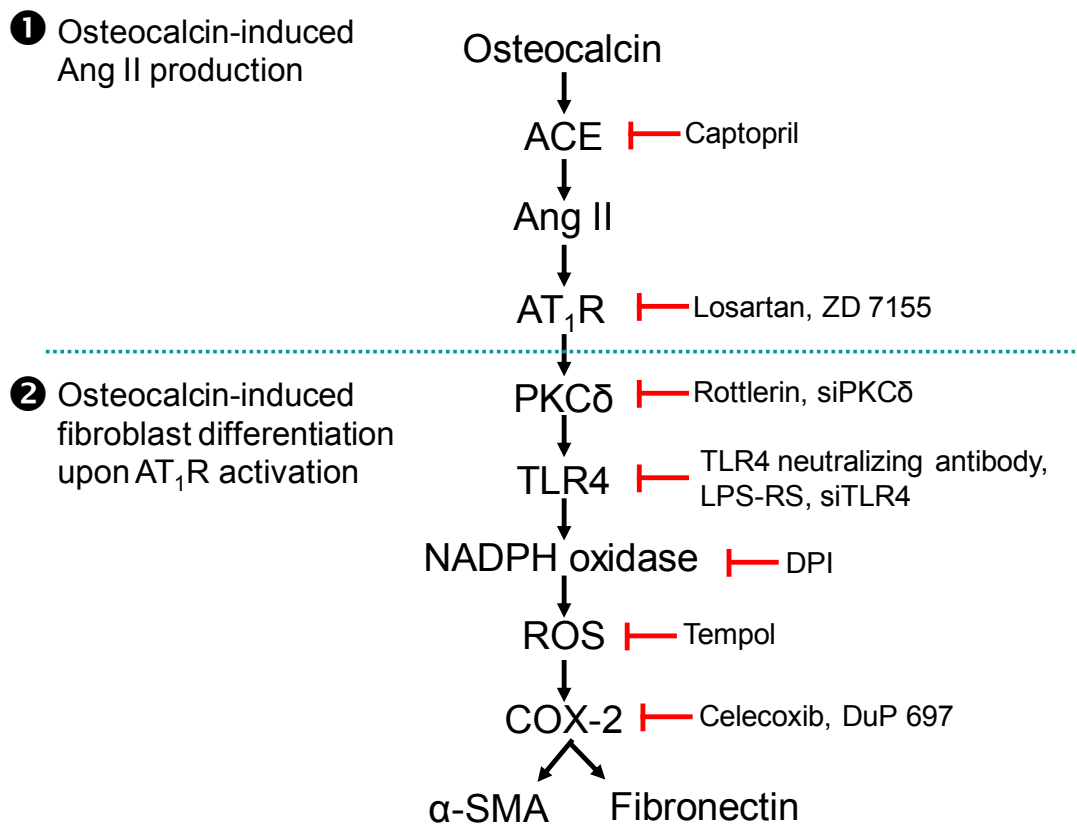 ❶ Osteocalcin-induced
Ang II production
Osteocalcin
ACE
Captopril
Ang II
AT₁R
Losartan, ZD 7155
❷ Osteocalcin-induced
fibroblast differentiation
upon AT₁R activation
PKCδ
Rottlerin, siPKCδ
TLR4
TLR4 neutralizing antibody,
LPS-RS, siTLR4
NADPH oxidase
DPI
ROS
Tempol
COX-2
Celecoxib, DuP 697
α-SMA
Fibronectin